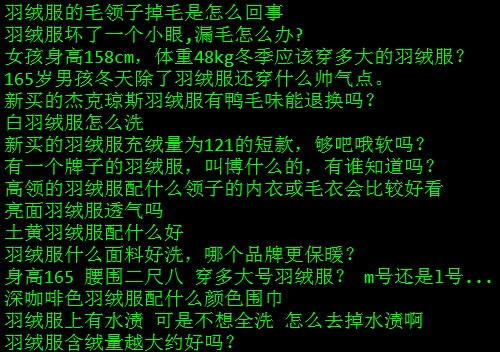 羽绒服的毛领子掉毛是怎么回事
羽绒服坏了一个小眼,漏毛怎么办?
女孩身高158cm，体重48kg冬季应该穿多大的羽绒服？
165岁男孩冬天除了羽绒服还穿什么帅气点。
新买的杰克琼斯羽绒服有鸭毛味能退换吗？
白羽绒服怎么洗
新买的羽绒服充绒量为121的短款，够吧哦软吗？
有一个牌子的羽绒服，叫博什么的，有谁知道吗？
高领的羽绒服配什么领子的内衣或毛衣会比较好看
亮面羽绒服透气吗
土黄羽绒服配什么好
羽绒服什么面料好洗，哪个品牌更保暖？
身高165 腰围二尺八 穿多大号羽绒服？ m号还是l号...
深咖啡色羽绒服配什么颜色围巾
羽绒服上有水渍 可是不想全洗 怎么去掉水渍啊
羽绒服含绒量越大约好吗？